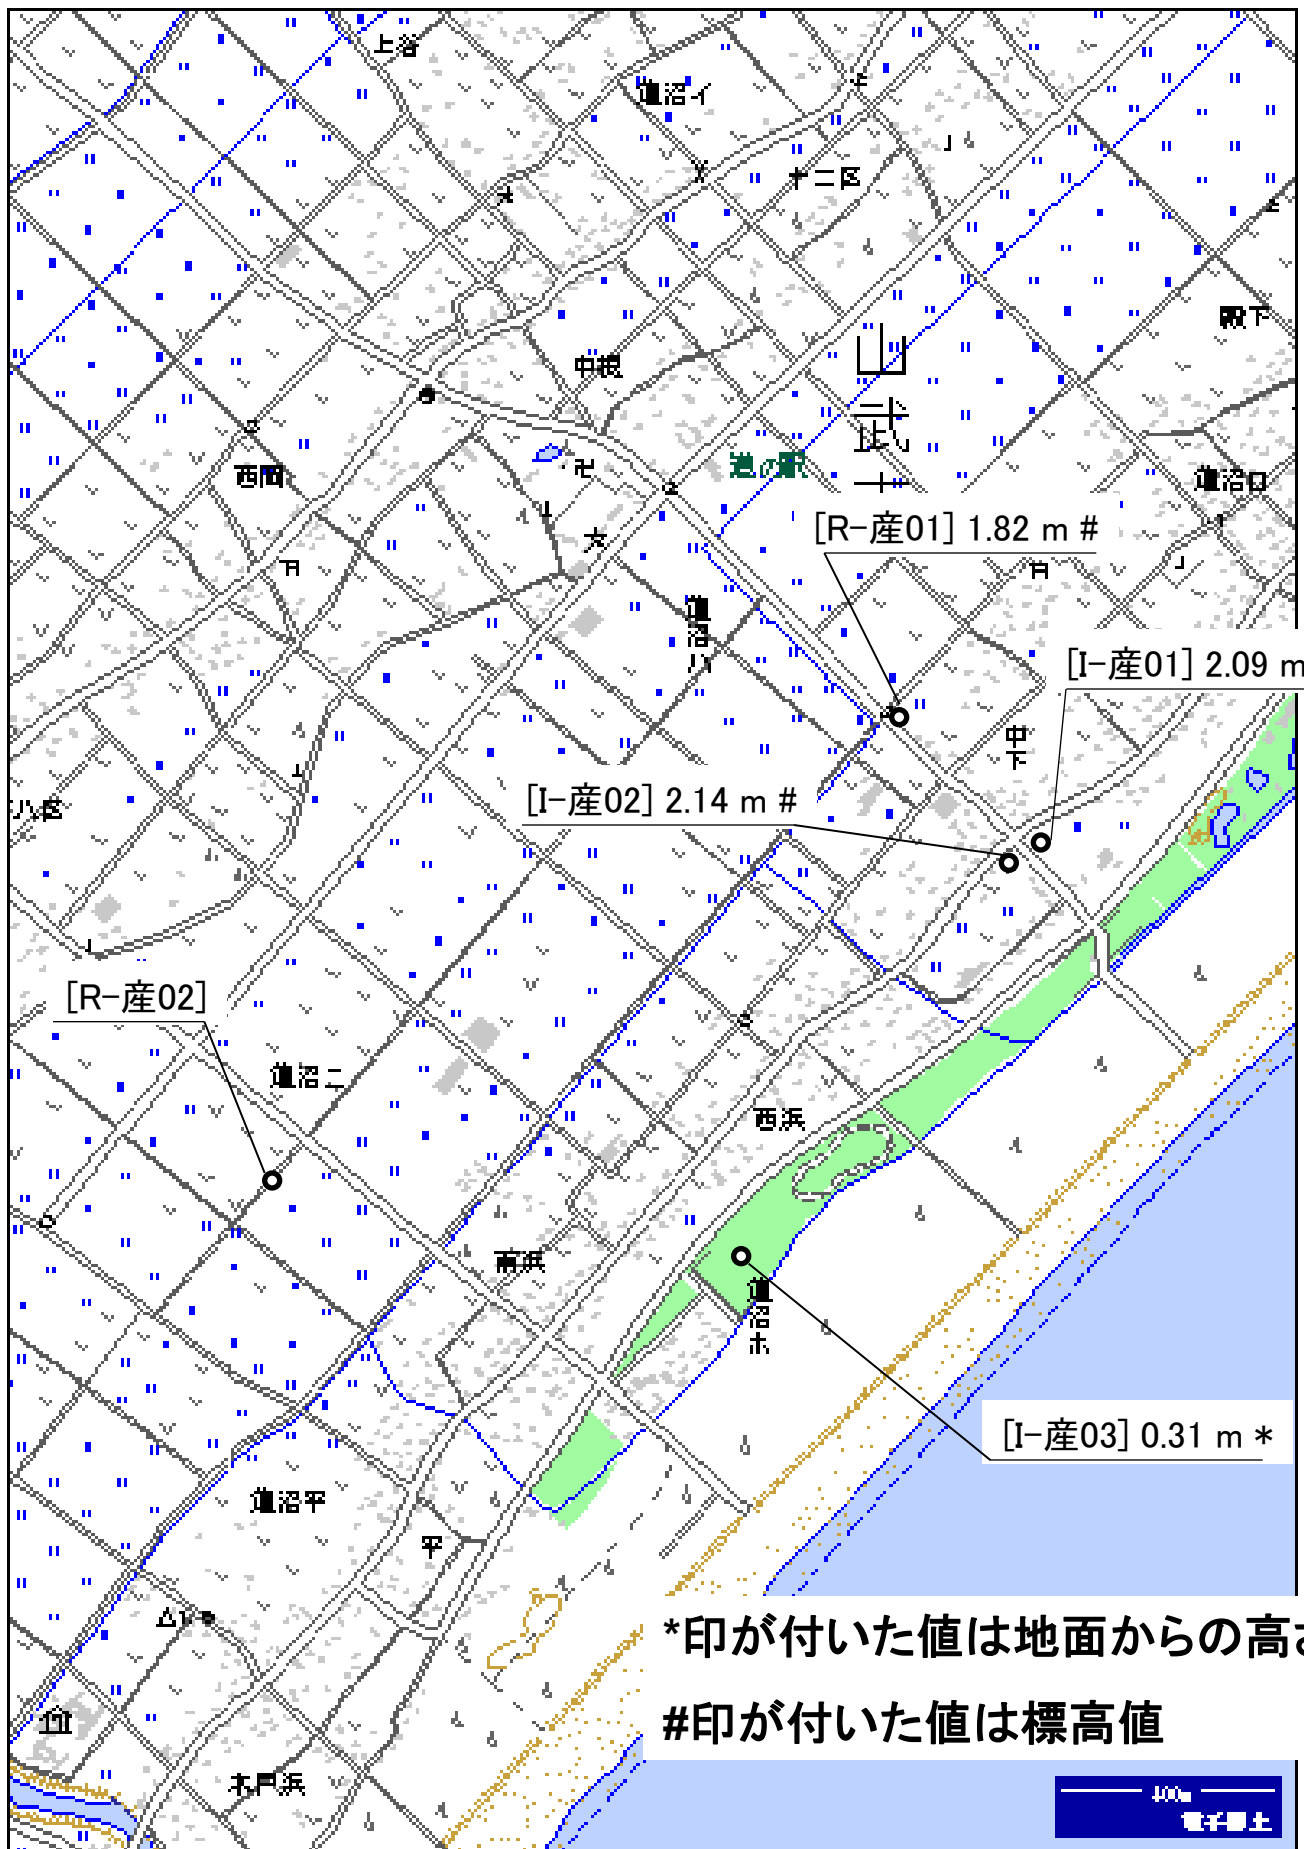 上谷
蓮沼イ
十二区
殿下
山武
中根
道の駅
西間
蓮沼ロ
[R-産01] 1.82 m #
蓮沼ハ
[I-産01] 2.09 m
中下
[I-産02] 2.14 m #
八区
[R-産02]
蓮沼ニ
西浜
南浜
蓮沼ホ
[I-産03] 0.31 m *
蓮沼平
平
*印が付いた値は地面からの高さ
#印が付いた値は標高値
木戸浜
400m
電子国土